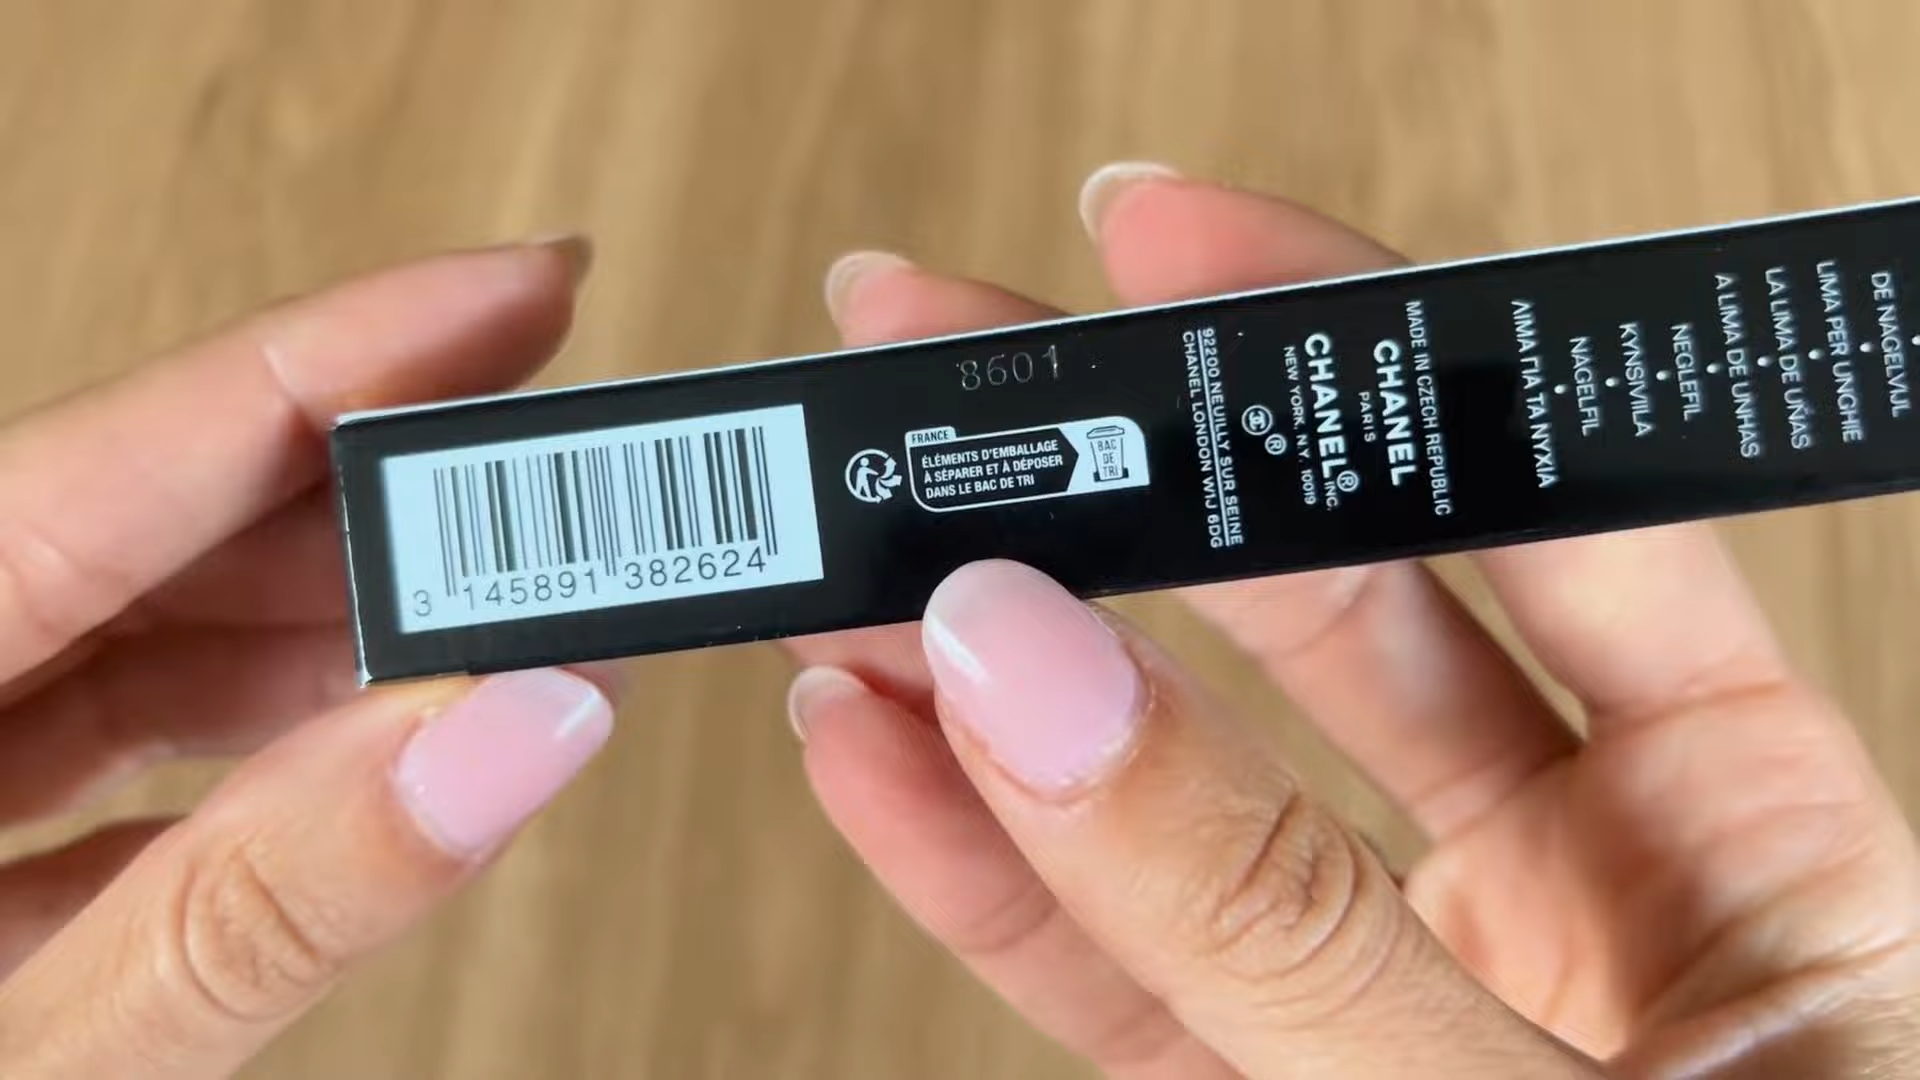 3 145891 382624
8601
FRANCE
ÉLÉMENTS D'EMBALLAGE
À SÉPARER ET À DÉPOSER
DANS LE BAC DE TRI
BAC
DE
TRI
DE NAGELVIJL
LIMA PER UNGHIE
LA LIMA DE UÑAS
A LIMA DE UNHAS
NEGLEFIL
KYNSIVILA
NAGELFIL
ΛΙΜΑ ΓΙΑ ΤΑ ΝΥΧΙΑ
MADE IN CZECH REPUBLIC
CHANEL
PARIS
CHANEL® INC.
NEW YORK, N.Y. 10019
®
92200 NEUILLY SUR SEINE
CHANEL LONDON W1J 6DG